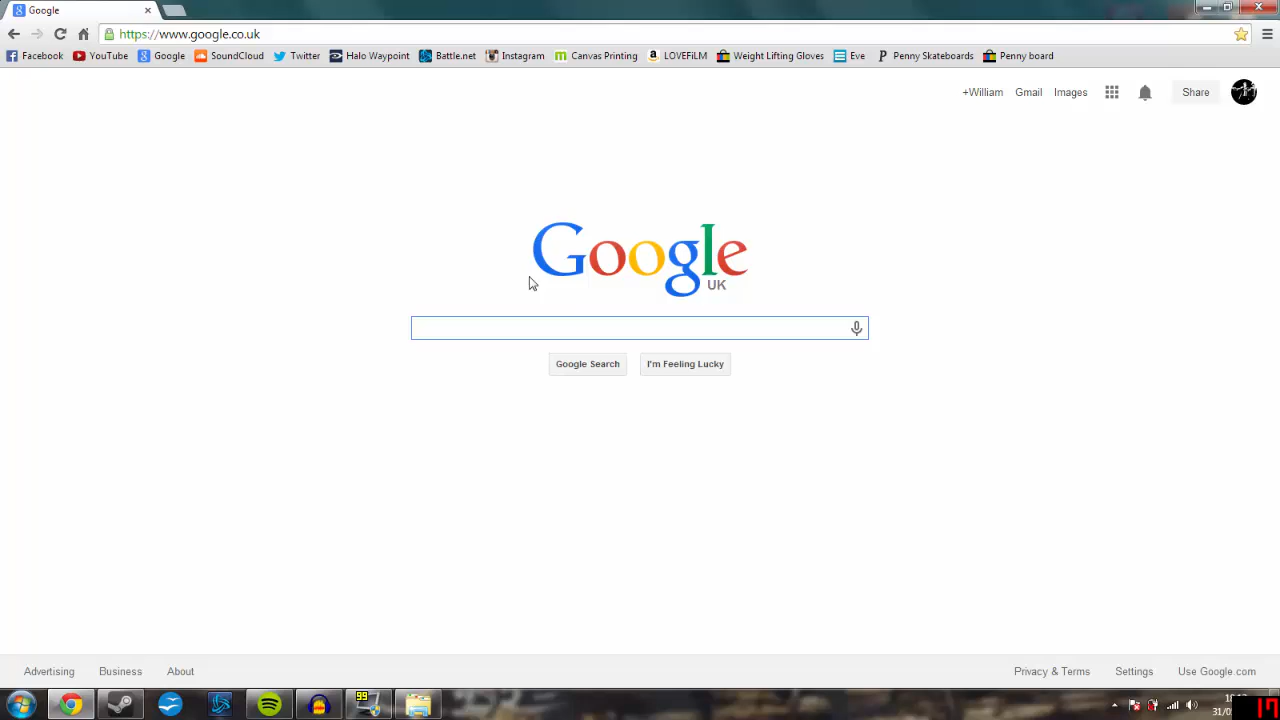 Google
https://www.google.co.uk
Facebook YouTube Google SoundCloud Twitter Halo Waypoint Battle.net Instagram Canvas Printing LOVEFiLM Weight Lifting Gloves Eve Penny Skateboards Penny board
+William Gmail Images Share
Google
UK
Google Search I'm Feeling Lucky
Advertising Business About Privacy & Terms Settings Use Google.com
99
17